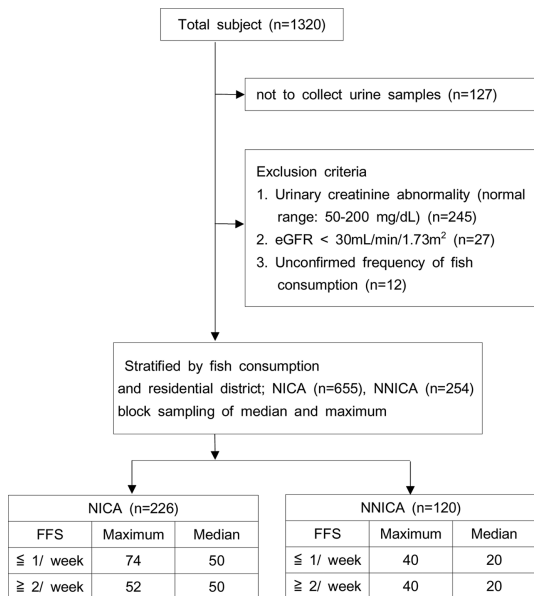 Total subject (n=1320)
not to collect urine samples (n=127)
Exclusion criteria
1. Urinary creatinine abnormality (normal
range: 50-200 mg/dL) (n=245)
2. eGFR < 30mL/min/1.73m² (n=27)
3. Unconfirmed frequency of fish
consumption (n=12)
Stratified by fish consumption
and residential district; NICA (n=655), NNICA (n=254)
block sampling of median and maximum
NICA (n=226)
FFS Maximum Median
≦ 1/ week 74 50
≧ 2/ week 52 50
NNICA (n=120)
FFS Maximum Median
≦ 1/ week 40 20
≧ 2/ week 40 20